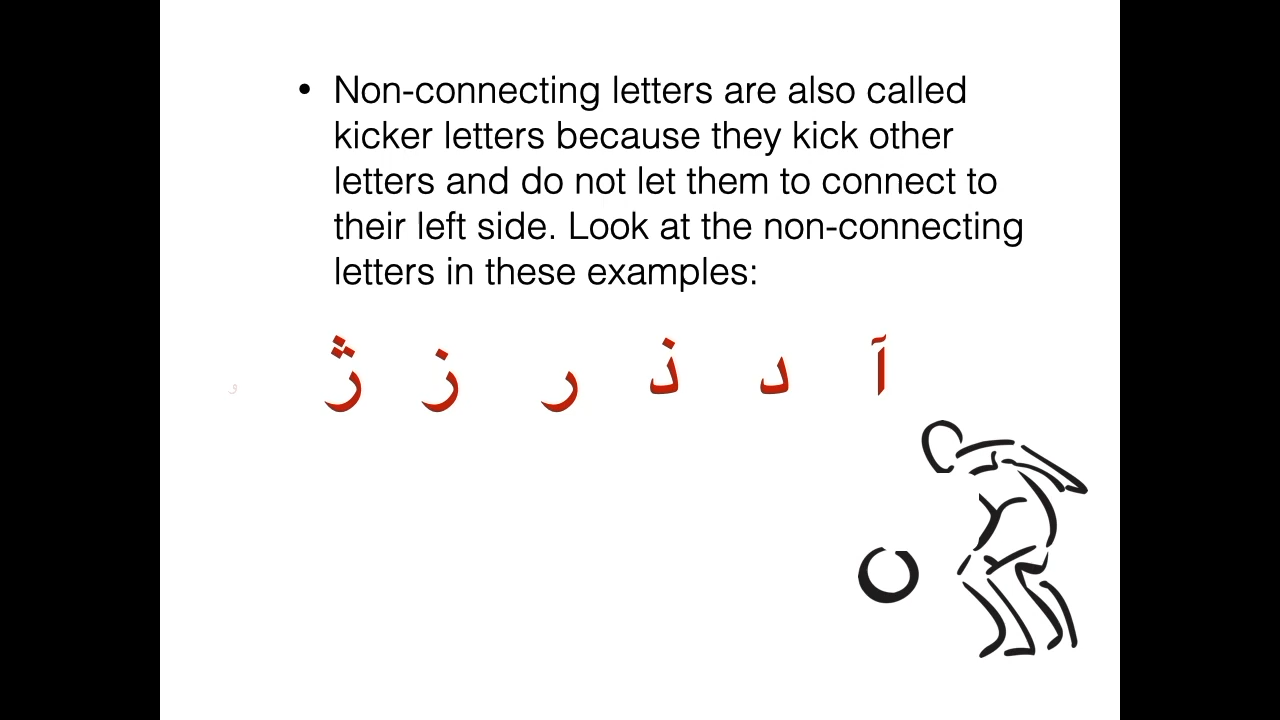 • Non-connecting letters are also called
kicker letters because they kick other
letters and do not let them to connect to
their left side. Look at the non-connecting
letters in these examples:
آ د ذ ر ز ژ و